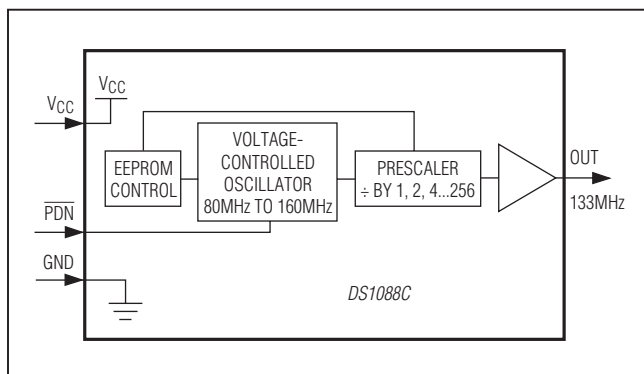 VCC
VCC
EEPROM
CONTROL
VOLTAGE-
CONTROLLED
OSCILLATOR
80MHz TO 160MHz
PRESCALER
÷ BY 1, 2, 4...256
OUT
133MHz
PDN
GND
DS1088C